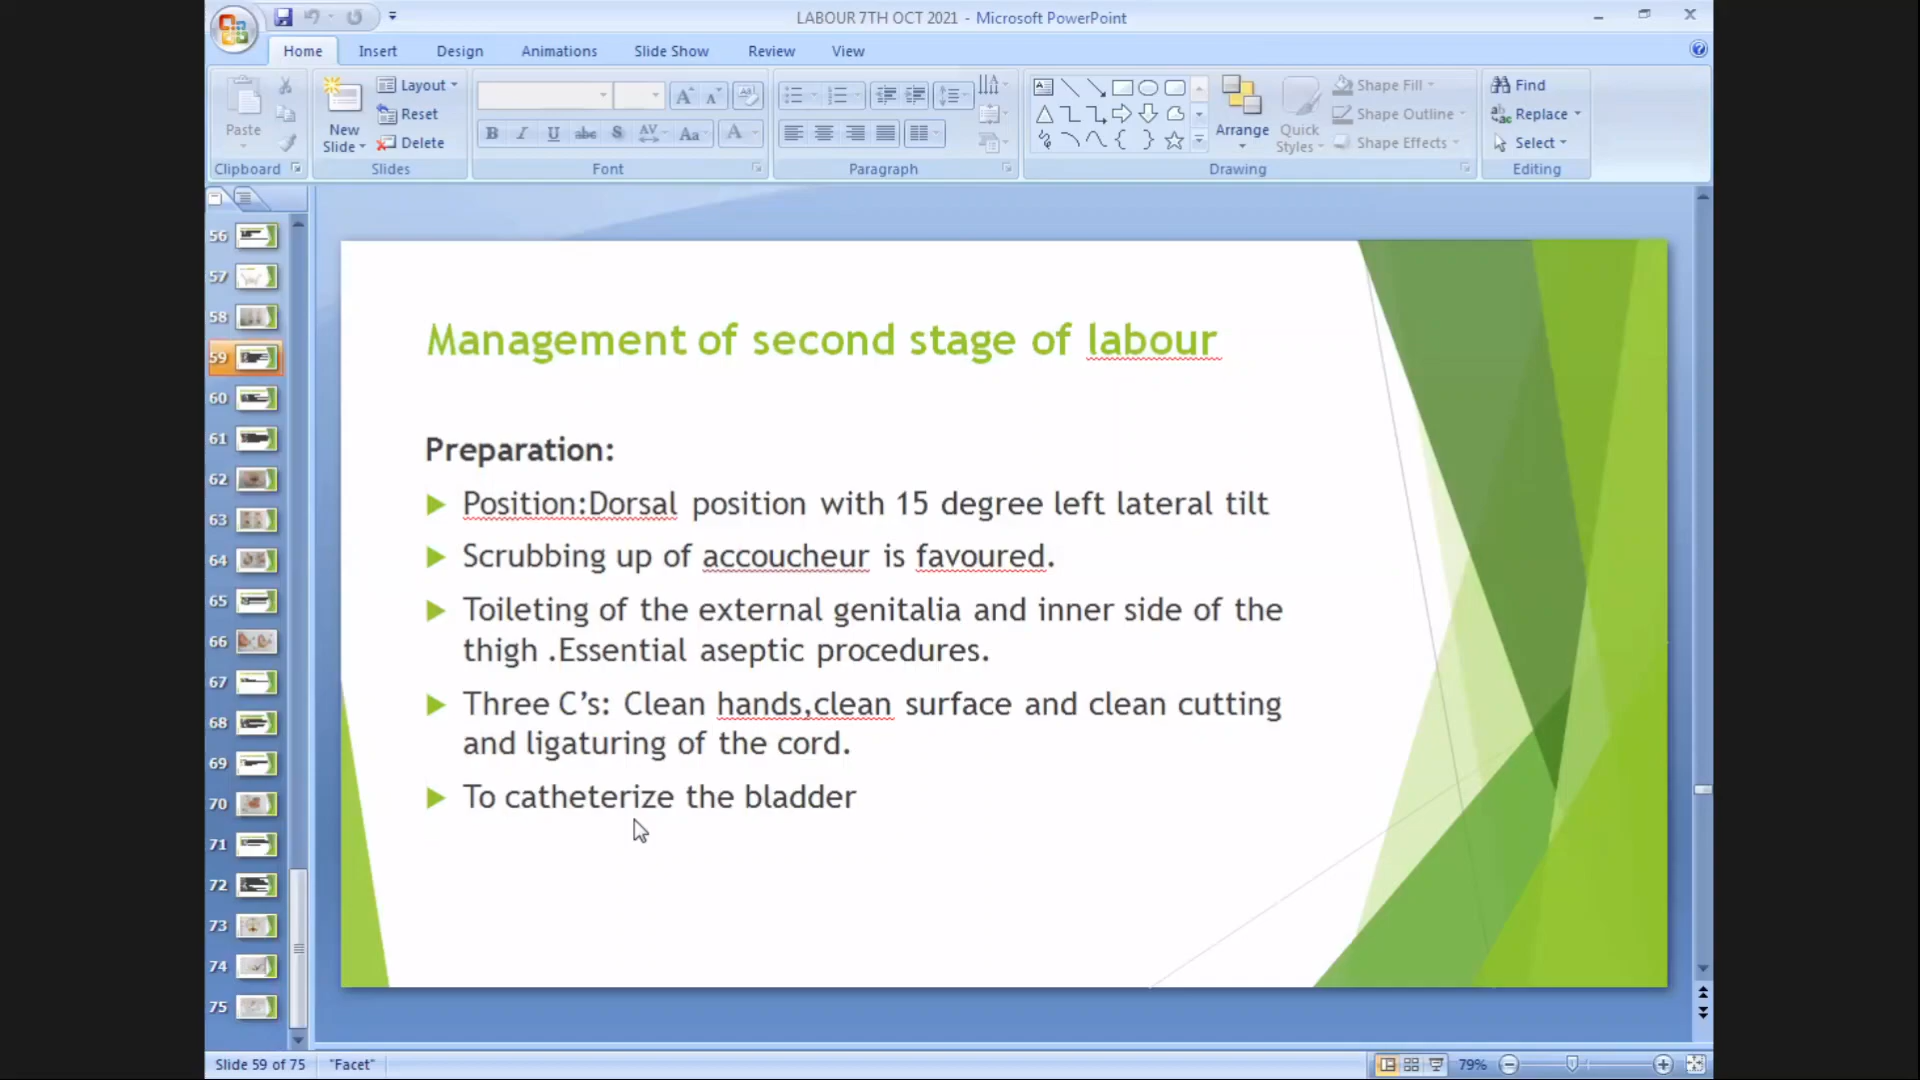 LABOUR 7TH OCT 2021 - Microsoft PowerPoint
Home Insert Design Animations Slide Show Review View
Paste
New Slide
Layout
Reset
Delete
B I U abc S AV Aa A
Arrange
Quick Styles
Shape Fill
Shape Outline
Shape Effects
Find
Replace
Select
Clipboard Slides Font Paragraph Drawing Editing
56
57
58
59
60
61
62
63
64
65
66
67
68
69
70
71
72
73
74
75
Management of second stage of labour
Preparation:
Position:Dorsal position with 15 degree left lateral tilt
Scrubbing up of accoucheur is favoured.
Toileting of the external genitalia and inner side of the
thigh .Essential aseptic procedures.
Three C’s: Clean hands,clean surface and clean cutting
and ligaturing of the cord.
To catheterize the bladder
Slide 59 of 75 "Facet" 79%